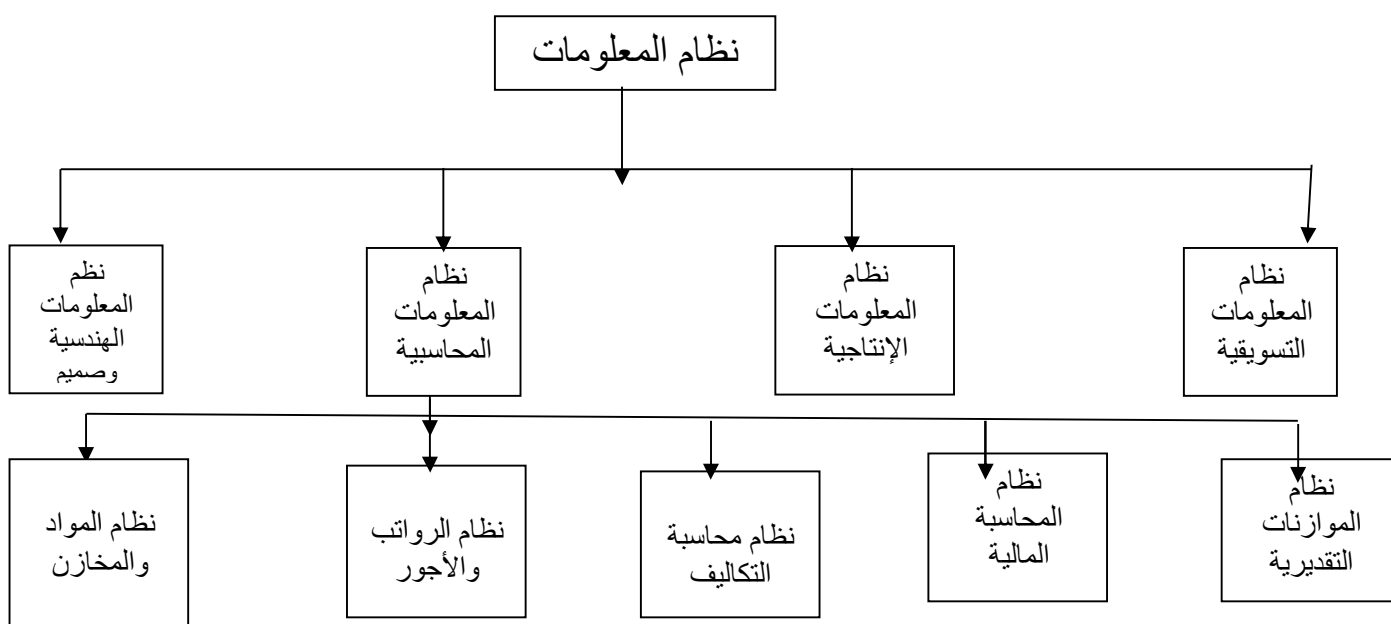 نظام المعلومات
نظام
المعلومات
التسويقية
نظام
المعلومات
الإنتاجية
نظام
المعلومات
المحاسبية
نظم
المعلومات
الهندسية
وصميم
نظام
الموازنات
التقديرية
نظام
المحاسبة
المالية
نظام محاسبة
التكاليف
نظام الرواتب
والأجور
نظام المواد
والمخازن